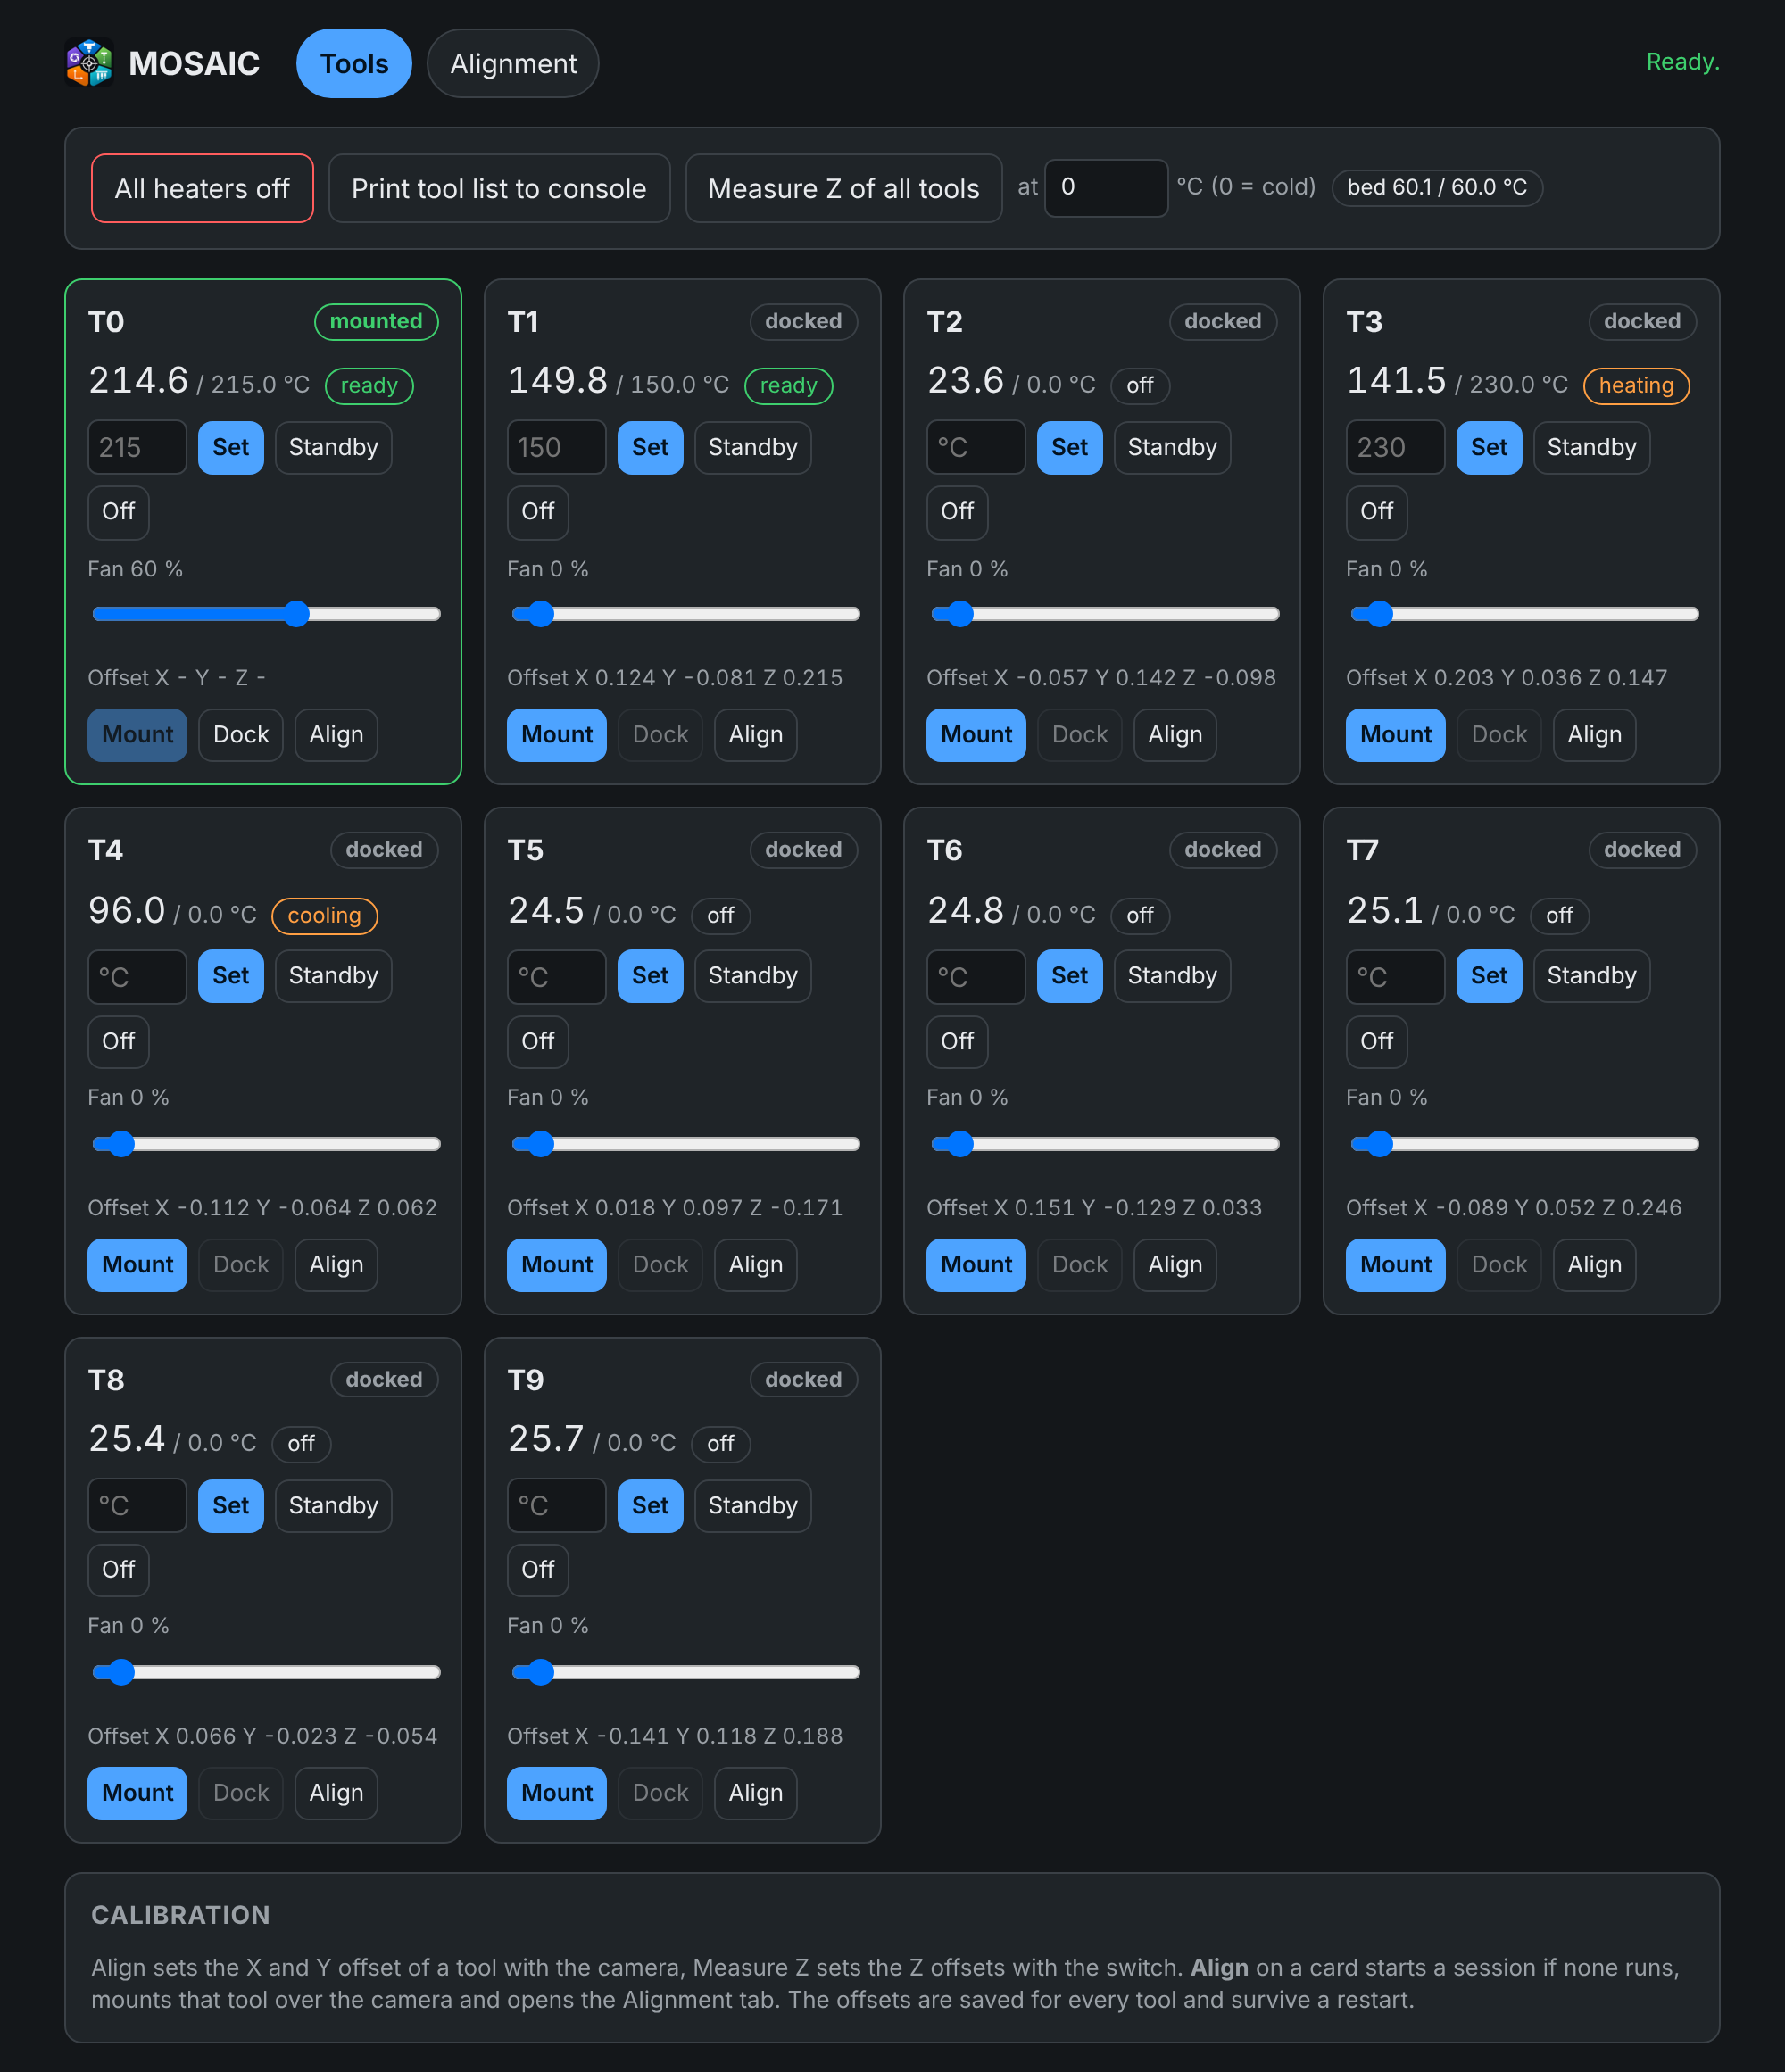 MOSAIC Tools Alignment Ready.
All heaters off Print tool list to console Measure Z of all tools at 0 °C (0 = cold) bed 60.1 / 60.0 °C
T0 mounted
214.6 / 215.0 °C ready
215 Set Standby
Off
Fan 60 %
Offset X - Y - Z -
Mount Dock Align
T1 docked
149.8 / 150.0 °C ready
150 Set Standby
Off
Fan 0 %
Offset X 0.124 Y -0.081 Z 0.215
Mount Dock Align
T2 docked
23.6 / 0.0 °C off
°C Set Standby
Off
Fan 0 %
Offset X -0.057 Y 0.142 Z -0.098
Mount Dock Align
T3 docked
141.5 / 230.0 °C heating
230 Set Standby
Off
Fan 0 %
Offset X 0.203 Y 0.036 Z 0.147
Mount Dock Align
T4 docked
96.0 / 0.0 °C cooling
°C Set Standby
Off
Fan 0 %
Offset X -0.112 Y -0.064 Z 0.062
Mount Dock Align
T5 docked
24.5 / 0.0 °C off
°C Set Standby
Off
Fan 0 %
Offset X 0.018 Y 0.097 Z -0.171
Mount Dock Align
T6 docked
24.8 / 0.0 °C off
°C Set Standby
Off
Fan 0 %
Offset X 0.151 Y -0.129 Z 0.033
Mount Dock Align
T7 docked
25.1 / 0.0 °C off
°C Set Standby
Off
Fan 0 %
Offset X -0.089 Y 0.052 Z 0.246
Mount Dock Align
T8 docked
25.4 / 0.0 °C off
°C Set Standby
Off
Fan 0 %
Offset X 0.066 Y -0.023 Z -0.054
Mount Dock Align
T9 docked
25.7 / 0.0 °C off
°C Set Standby
Off
Fan 0 %
Offset X -0.141 Y 0.118 Z 0.188
Mount Dock Align
CALIBRATION
Align sets the X and Y offset of a tool with the camera, Measure Z sets the Z offsets with the switch. Align on a card starts a session if none runs,
mounts that tool over the camera and opens the Alignment tab. The offsets are saved for every tool and survive a restart.